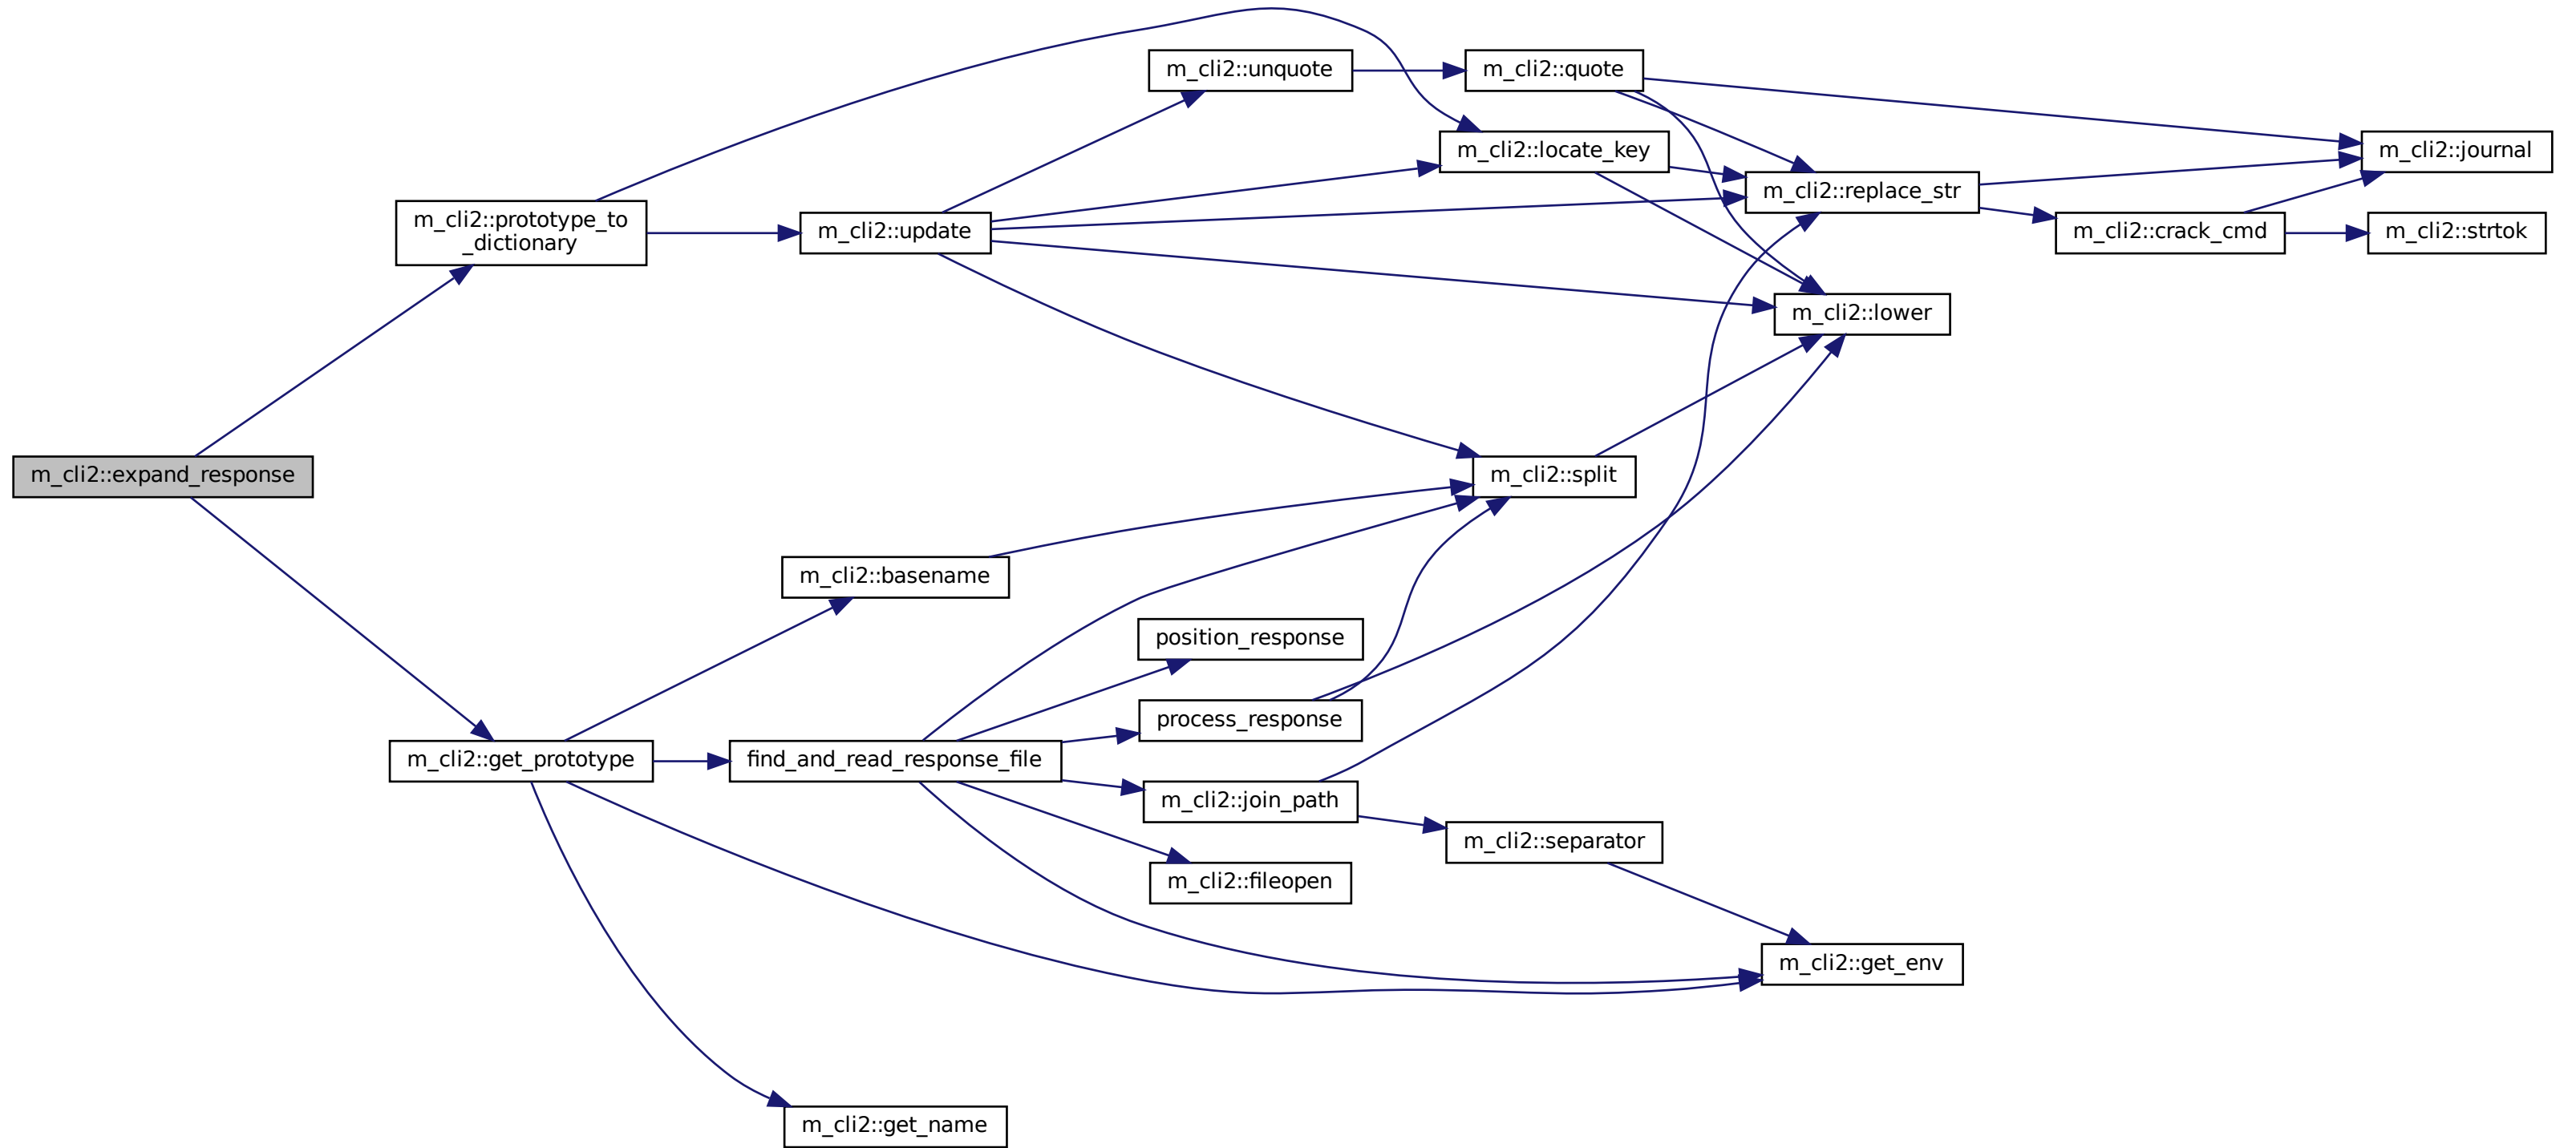 m_cli2::expand_response
m_cli2::prototype_to
_dictionary
m_cli2::get_prototype
m_cli2::update
m_cli2::basename
find_and_read_response_file
m_cli2::get_name
m_cli2::unquote
position_response
process_response
m_cli2::join_path
m_cli2::fileopen
m_cli2::quote
m_cli2::locate_key
m_cli2::split
m_cli2::separator
m_cli2::replace_str
m_cli2::lower
m_cli2::get_env
m_cli2::crack_cmd
m_cli2::journal
m_cli2::strtok